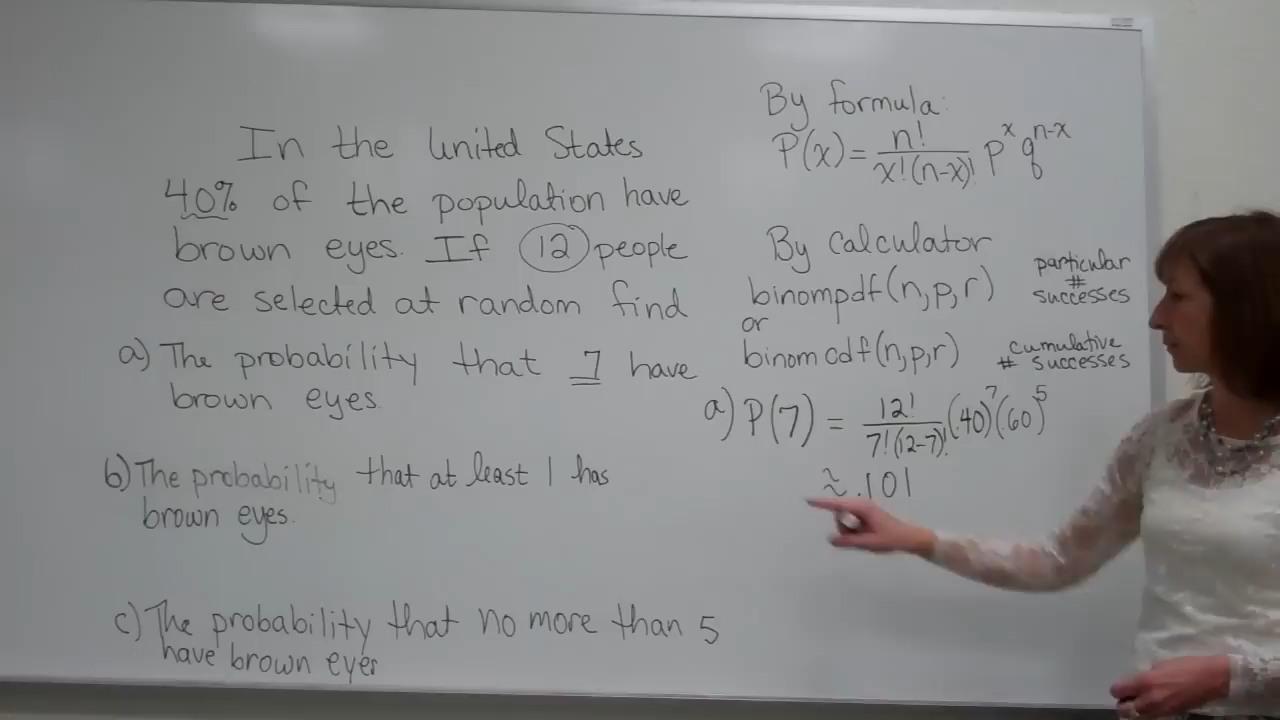 In the United States
40% of the population have
brown eyes. If 12 people
are selected at random find
a) The probability that 7 have
brown eyes.
b) The probability that at least 1 has
brown eyes.
c) The probability that no more than 5
have brown eyes
By formula:
P(x) = n!/x!(n-x)! p^x q^n-x
By calculator
binompdf(n,p,r) particular # successes
or
binomcdf(n,p,r) cumulative # successes
a) P(7) = 12!/7!(12-7)! (.40)^7 (.60)^5
≈ .101